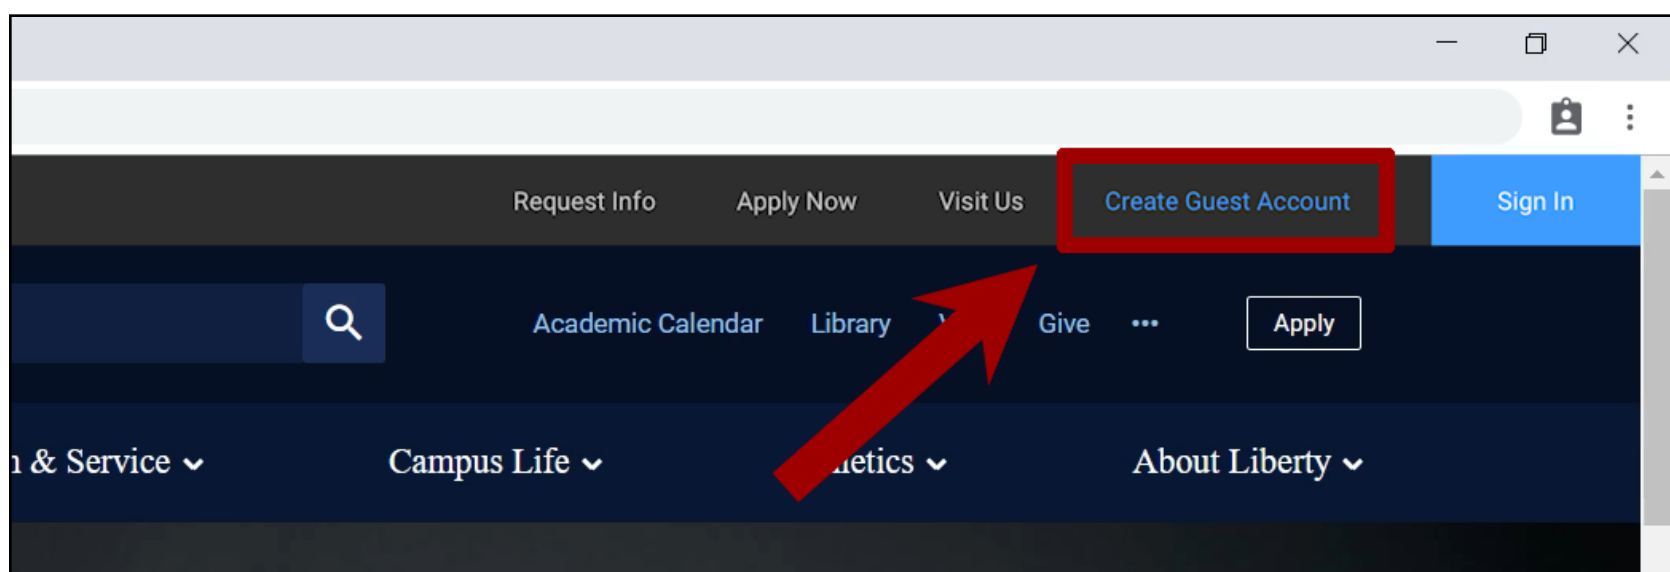 Request Info Apply Now Visit Us Create Guest Account Sign In
Academic Calendar Library Give ••• Apply
& Service Campus Life About Liberty